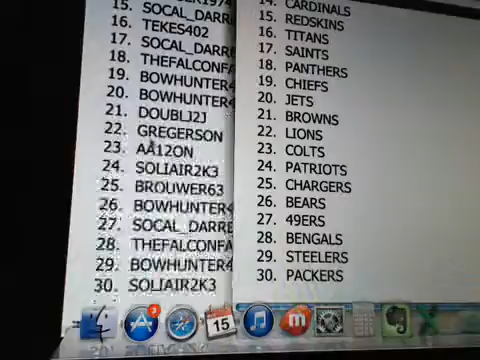 15. SOCAL_DARR
16. TEKES402
17. SOCAL_DARR
18. THEFALCONFA
19. BOWHUNTER4
20. BOWHUNTER4
21. DOUBLJ2J
22. GREGERSON
23. AA12ON
24. SOLIAIR2K3
25. BROUWER63
26. BOWHUNTER4
27. SOCAL_DARRE
28. THEFALCONFA
29. BOWHUNTER4
30. SOLIAIR2K3
14. CARDINALS
15. REDSKINS
16. TITANS
17. SAINTS
18. PANTHERS
19. CHIEFS
20. JETS
21. BROWNS
22. LIONS
23. COLTS
24. PATRIOTS
25. CHARGERS
26. BEARS
27. 49ERS
28. BENGALS
29. STEELERS
30. PACKERS
3
15